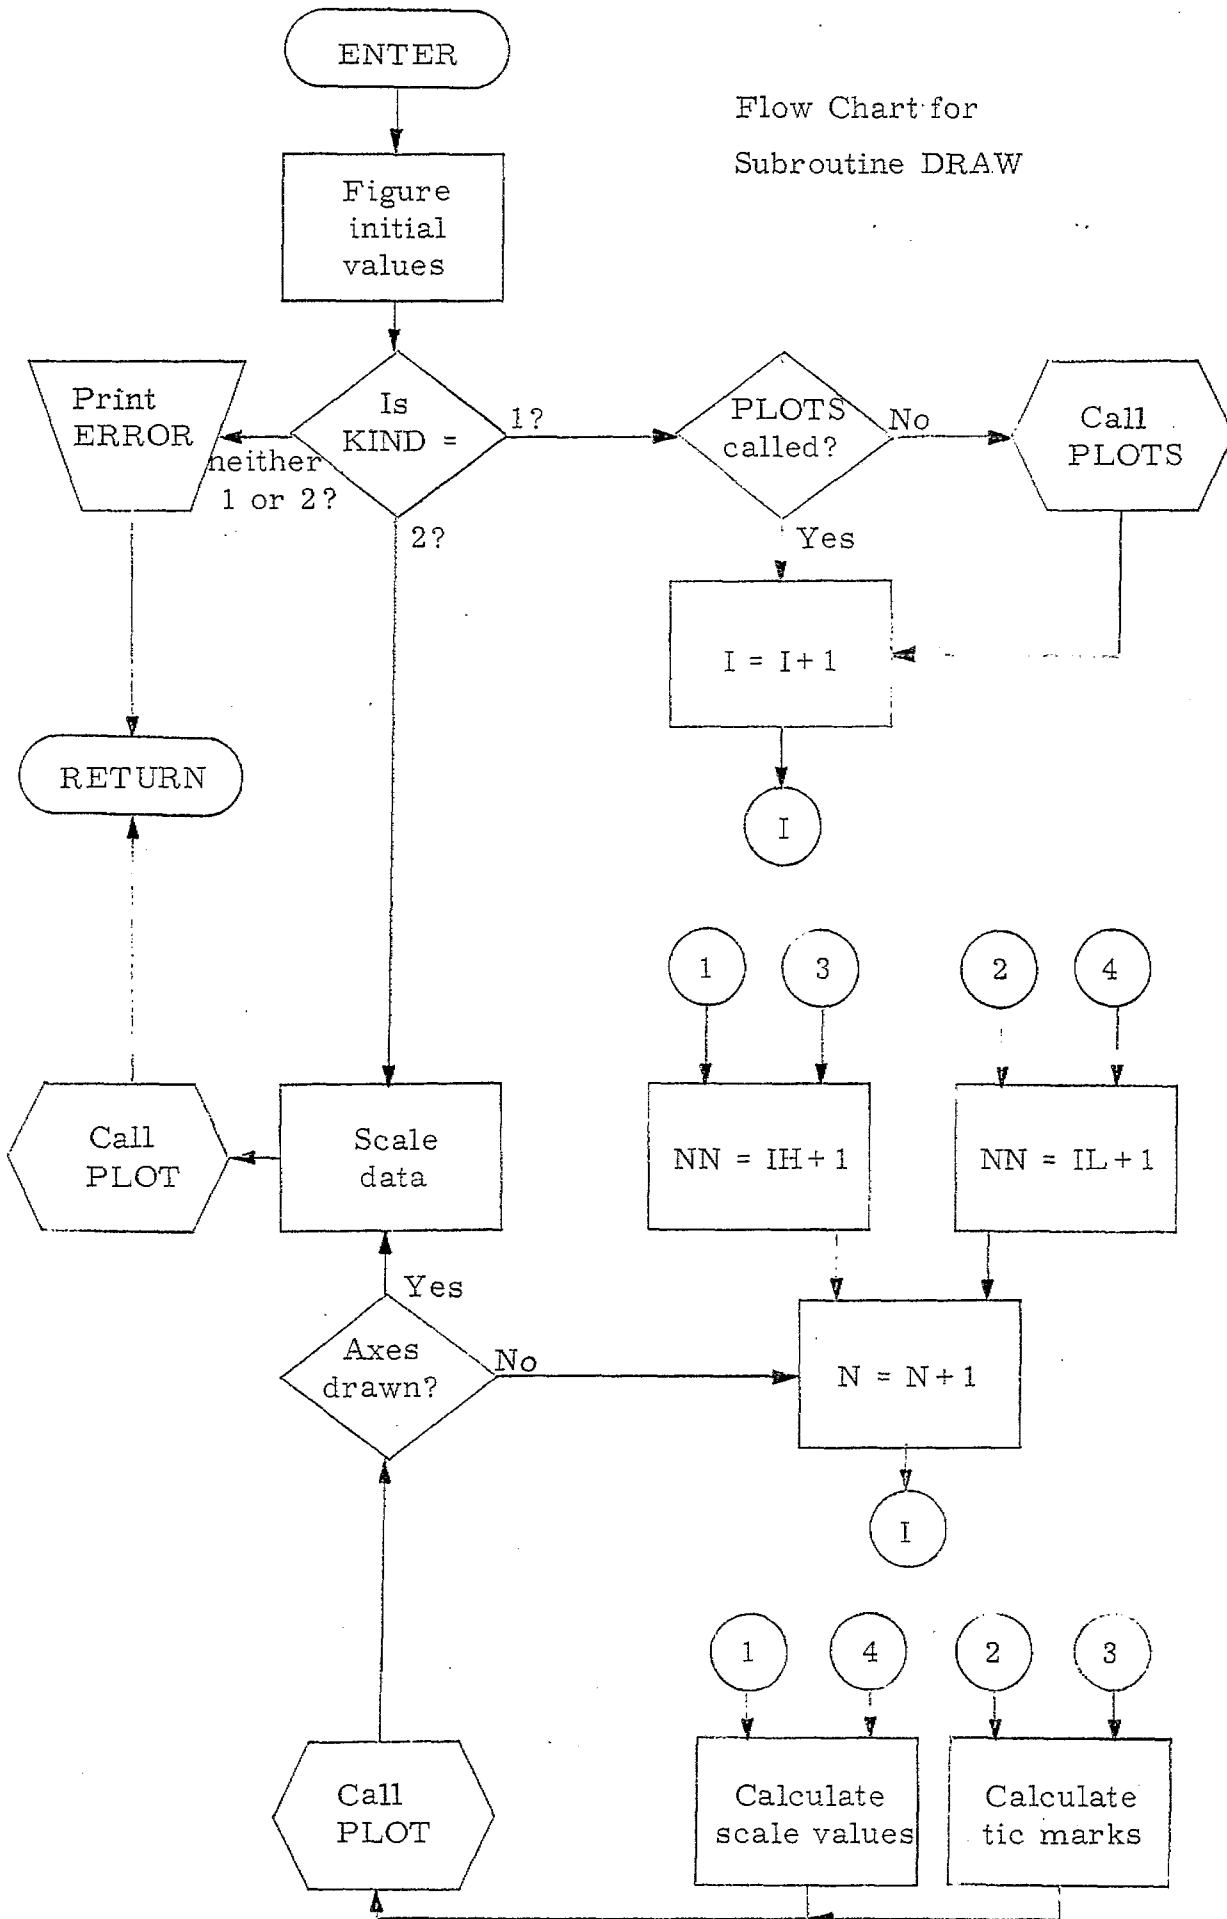 ENTER
Flow Chart for
Subroutine DRAW
Figure
initial
values
Print
ERROR
Is
KIND =
1?
neither
1 or 2?
2?
PLOTS
called?
No
Call
PLOTS
Yes
I = I+1
I
RETURN
1
3
2
4
NN = IH+1
NN = IL+1
Call
PLOT
Scale
data
Yes
Axes
drawn?
No
N = N+1
I
1
4
2
3
Call
PLOT
Calculate
scale values
Calculate
tic marks